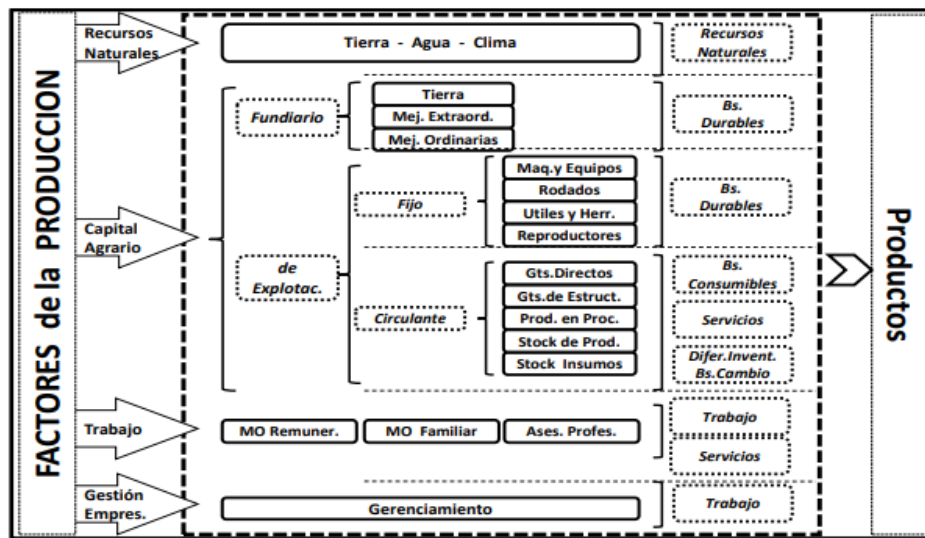 FACTORES de la PRODUCCION
Recursos
Naturales
Tierra - Agua - Clima
Recursos
Naturales
Capital
Agrario
Fundiario
Tierra
Mej. Extraord.
Mej. Ordinarias
Bs.
Durables
de
Explotac.
Fijo
Maq.y Equipos
Rodados
Utiles y Herr.
Reproductores
Bs.
Durables
Circulante
Gts.Directos
Gts.de Estruct.
Prod. en Proc.
Stock de Prod.
Stock Insumos
Bs.
Consumibles
Servicios
Difer.Invent.
Bs.Cambio
Trabajo
MO Remuner.
MO Familiar
Ases. Profes.
Trabajo
Servicios
Gestión
Empres.
Gerenciamiento
Trabajo
Productos